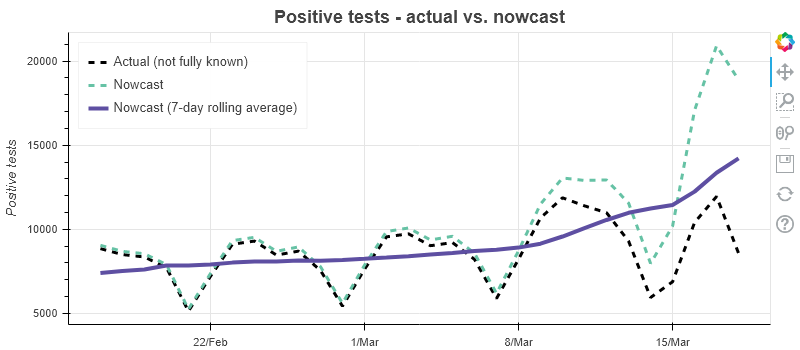 Positive tests - actual vs. nowcast
Actual (not fully known)
Nowcast
Nowcast (7-day rolling average)
Positive tests
20000
15000
10000
5000
22/Feb
1/Mar
8/Mar
15/Mar